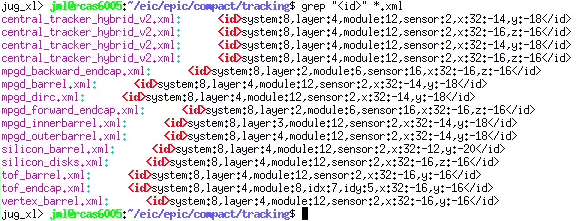 jug_xl> jml@rcas6005:~/eic/epic/compact/tracking$ grep "<id>" *.xml
central_tracker_hybrid_v2.xml:      <id>system:8,layer:4,module:12,sensor:2,x:32:-14,y:-18</id>
central_tracker_hybrid_v2.xml:      <id>system:8,layer:4,module:12,sensor:2,x:32:-14,y:-18</id>
central_tracker_hybrid_v2.xml:      <id>system:8,layer:4,module:12,sensor:2,x:32:-14,y:-18</id>
central_tracker_hybrid_v2.xml:      <id>system:8,layer:4,module:12,sensor:2,x:32:-14,y:-18</id>
mpgd_backward_endcap.xml:      <id>system:8,layer:2,module:6,sensor:16,x:32:-16,z:-16</id>
mpgd_barrel.xml:      <id>system:8,layer:4,module:12,sensor:2,x:32:-14,y:-18</id>
mpgd_dirc.xml:      <id>system:8,layer:4,module:12,sensor:2,x:32:-14,y:-18</id>
mpgd_forward_endcap.xml:      <id>system:8,layer:2,module:6,sensor:16,x:32:-16,z:-16</id>
mpgd_innerbarrel.xml:      <id>system:8,layer:3,module:12,sensor:2,x:32:-14,y:-18</id>
mpgd_outerbarrel.xml:      <id>system:8,layer:4,module:12,sensor:2,x:32:-14,y:-18</id>
silicon_barrel.xml:      <id>system:8,layer:4,module:12,sensor:2,x:32:-12,y:-20</id>
silicon_disks.xml:      <id>system:8,layer:4,module:12,sensor:2,x:32:-16,z:-16</id>
tof_barrel.xml:      <id>system:8,layer:4,module:12,sensor:2,x:32:-16,y:-16</id>
tof_endcap.xml:      <id>system:8,layer:4,module:8,idx:7,idy:5,x:32:-16,y:-16</id>
vertex_barrel.xml:      <id>system:8,layer:4,module:12,sensor:2,x:32:-16,y:-16</id>
jug_xl> jml@rcas6005:~/eic/epic/compact/tracking$